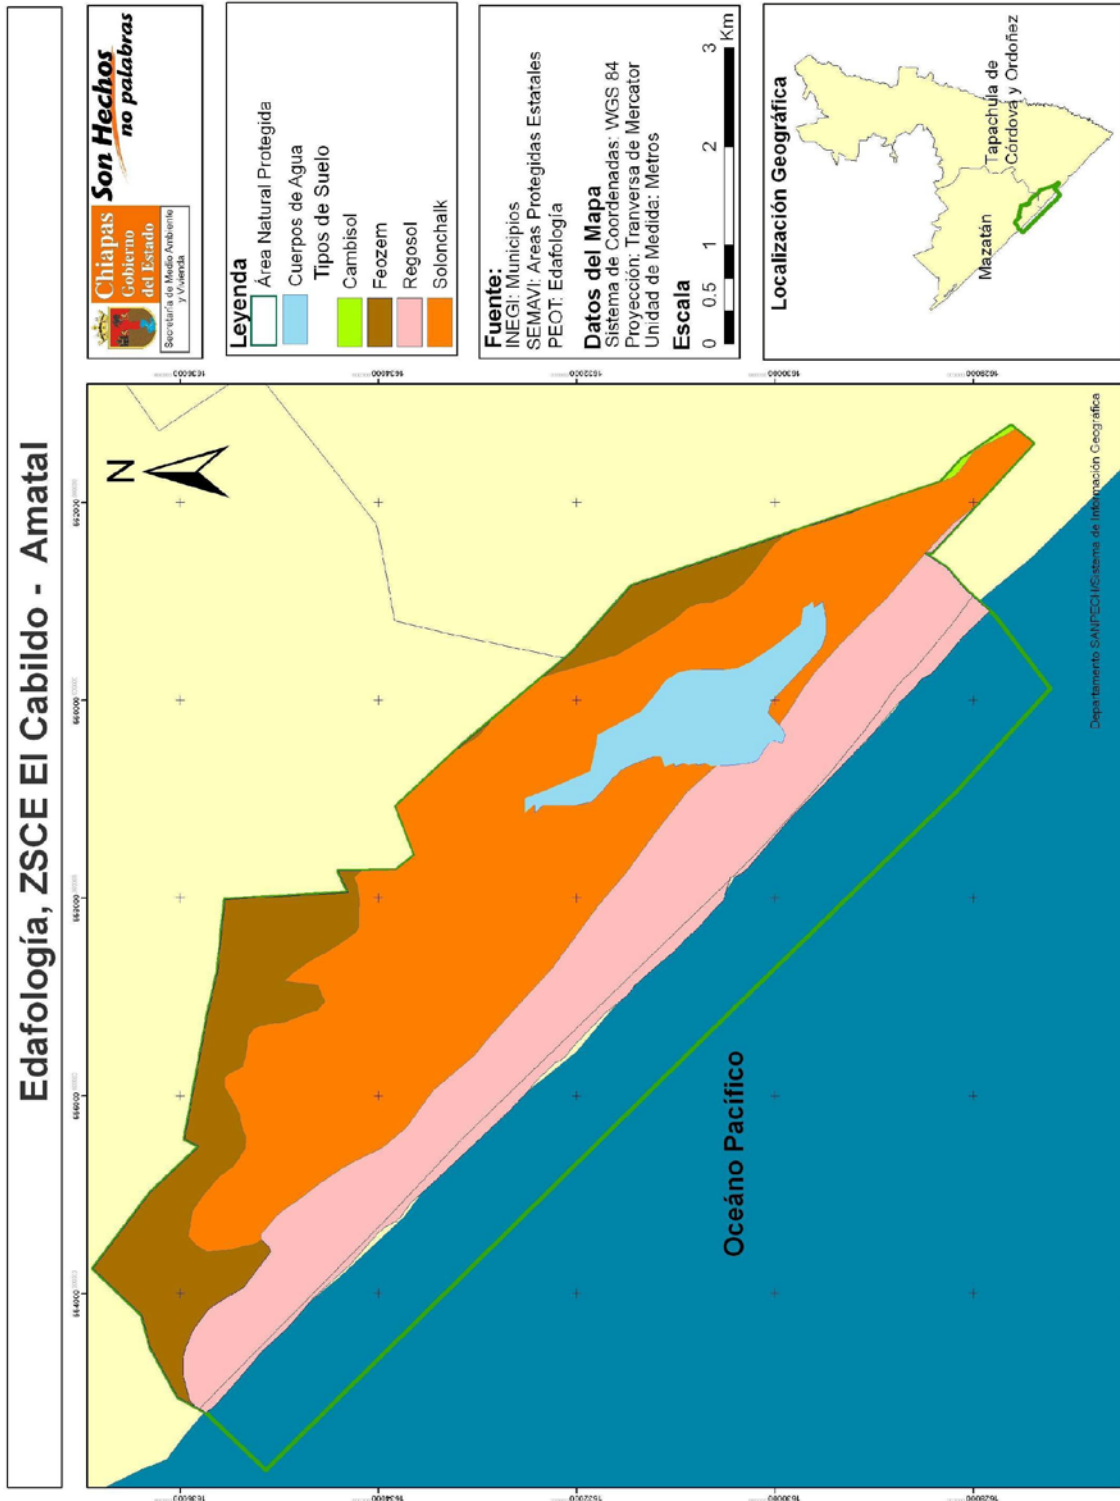 Edafología, ZSCE El Cabildo - Amatal
Chiapas
Gobierno
del Estado
Secretaría de Medio Ambiente
y Vivienda
Son Hechos
no palabras
Leyenda
Área Natural Protegida
Cuerpos de Agua
Tipos de Suelo
Cambisol
Feozem
Regosol
Solonchalk
Fuente:
INEGI: Municipios
SEMAVI: Areas Protegidas Estatales
PEOT: Edafología
Datos del Mapa
Sistema de Coordenadas: WGS 84
Proyección: Tranversa de Mercator
Unidad de Medida: Metros
Escala
0 0.5 1 2 3 Km
Localización Geográfica
Mazatán
Tapachula de
Córdova y Ordoñez
N
Oceáno Pacífico
Departamento SANPECH/Sistema de Información Geográfica